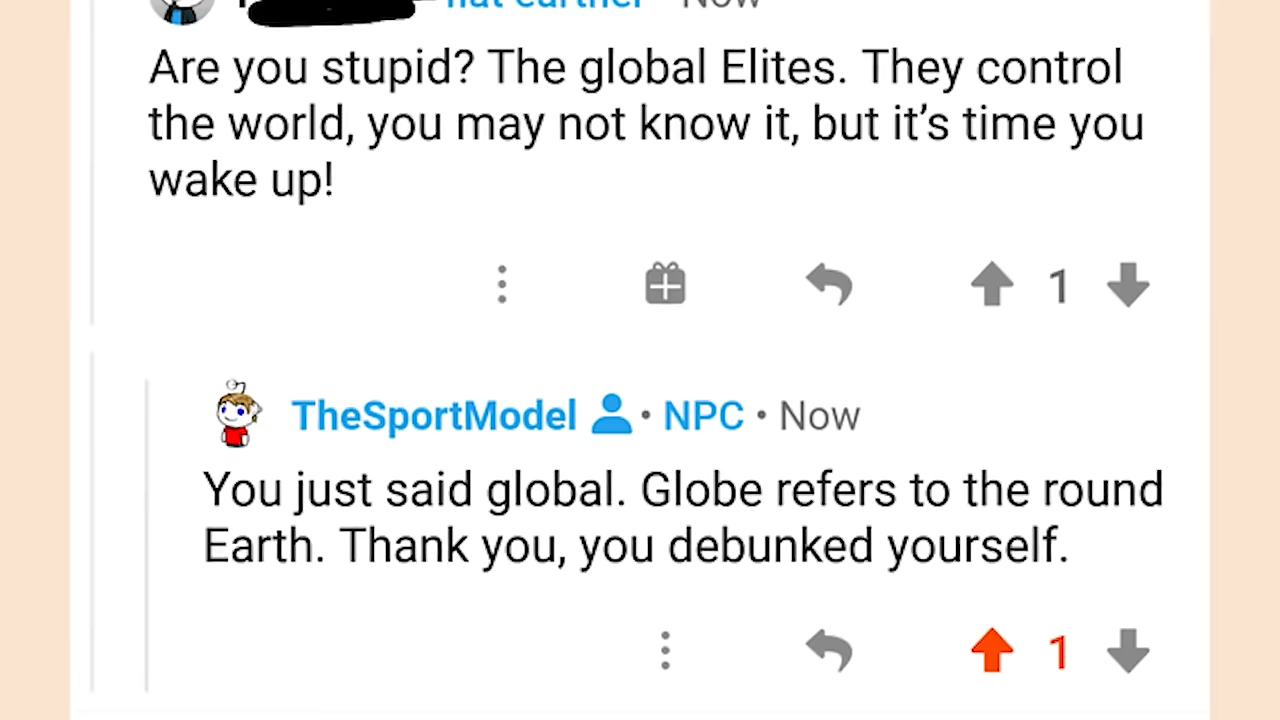 flat earther • Now
Are you stupid? The global Elites. They control
the world, you may not know it, but it’s time you
wake up!
1
TheSportModel • NPC • Now
You just said global. Globe refers to the round
Earth. Thank you, you debunked yourself.
1